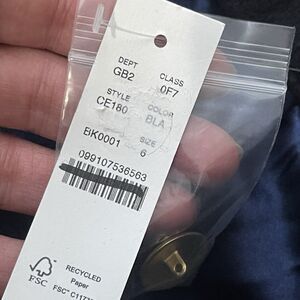 DEPT CLASS
GB2 0F7
STYLE COLOR
CE180 BLA
BK0001 SIZE
6
099107536563
FSC
RECYCLED
Paper